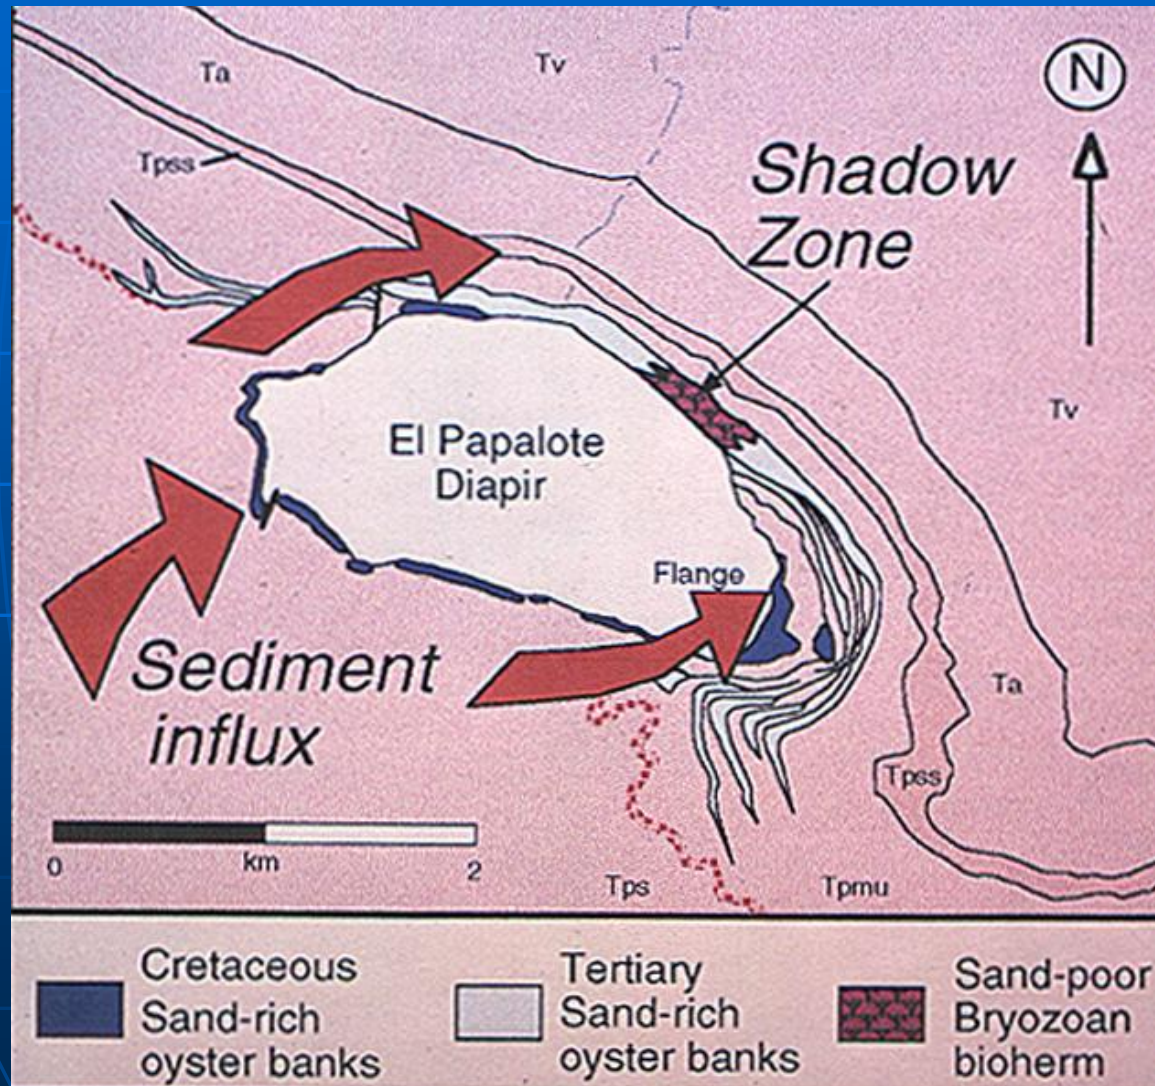 Ta
Tv
N
Tpss
Shadow
Zone
Tv
El Papalote
Diapir
Flange
Sediment
influx
Ta
Tpss
0
km
2
Tps
Tpmu
Cretaceous
Sand-rich
oyster banks
Tertiary
Sand-rich
oyster banks
Sand-poor
Bryozoan
bioherm